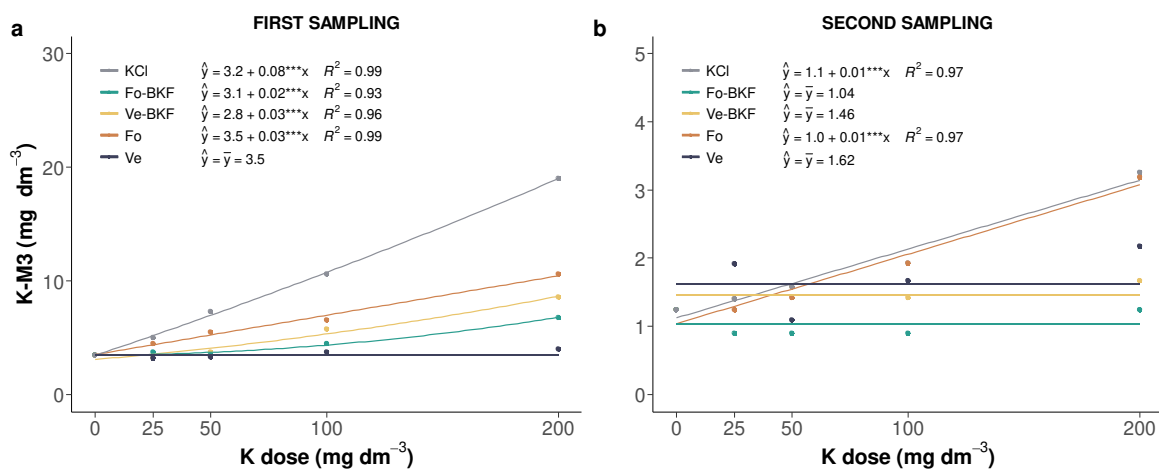 a
FIRST SAMPLING
K-M3 (mg dm⁻³)
30
20
10
0
KCl ŷ = 3.2 + 0.08***x R² = 0.99
Fo-BKF ŷ = 3.1 + 0.02***x R² = 0.93
Ve-BKF ŷ = 2.8 + 0.03***x R² = 0.96
Fo ŷ = 3.5 + 0.03***x R² = 0.99
Ve ŷ = y̅ = 3.5
0 25 50 100 200
K dose (mg dm⁻³)
b
SECOND SAMPLING
5
4
3
2
1
0
KCl ŷ = 1.1 + 0.01***x R² = 0.97
Fo-BKF ŷ = y̅ = 1.04
Ve-BKF ŷ = y̅ = 1.46
Fo ŷ = 1.0 + 0.01***x R² = 0.97
Ve ŷ = y̅ = 1.62
0 25 50 100 200
K dose (mg dm⁻³)